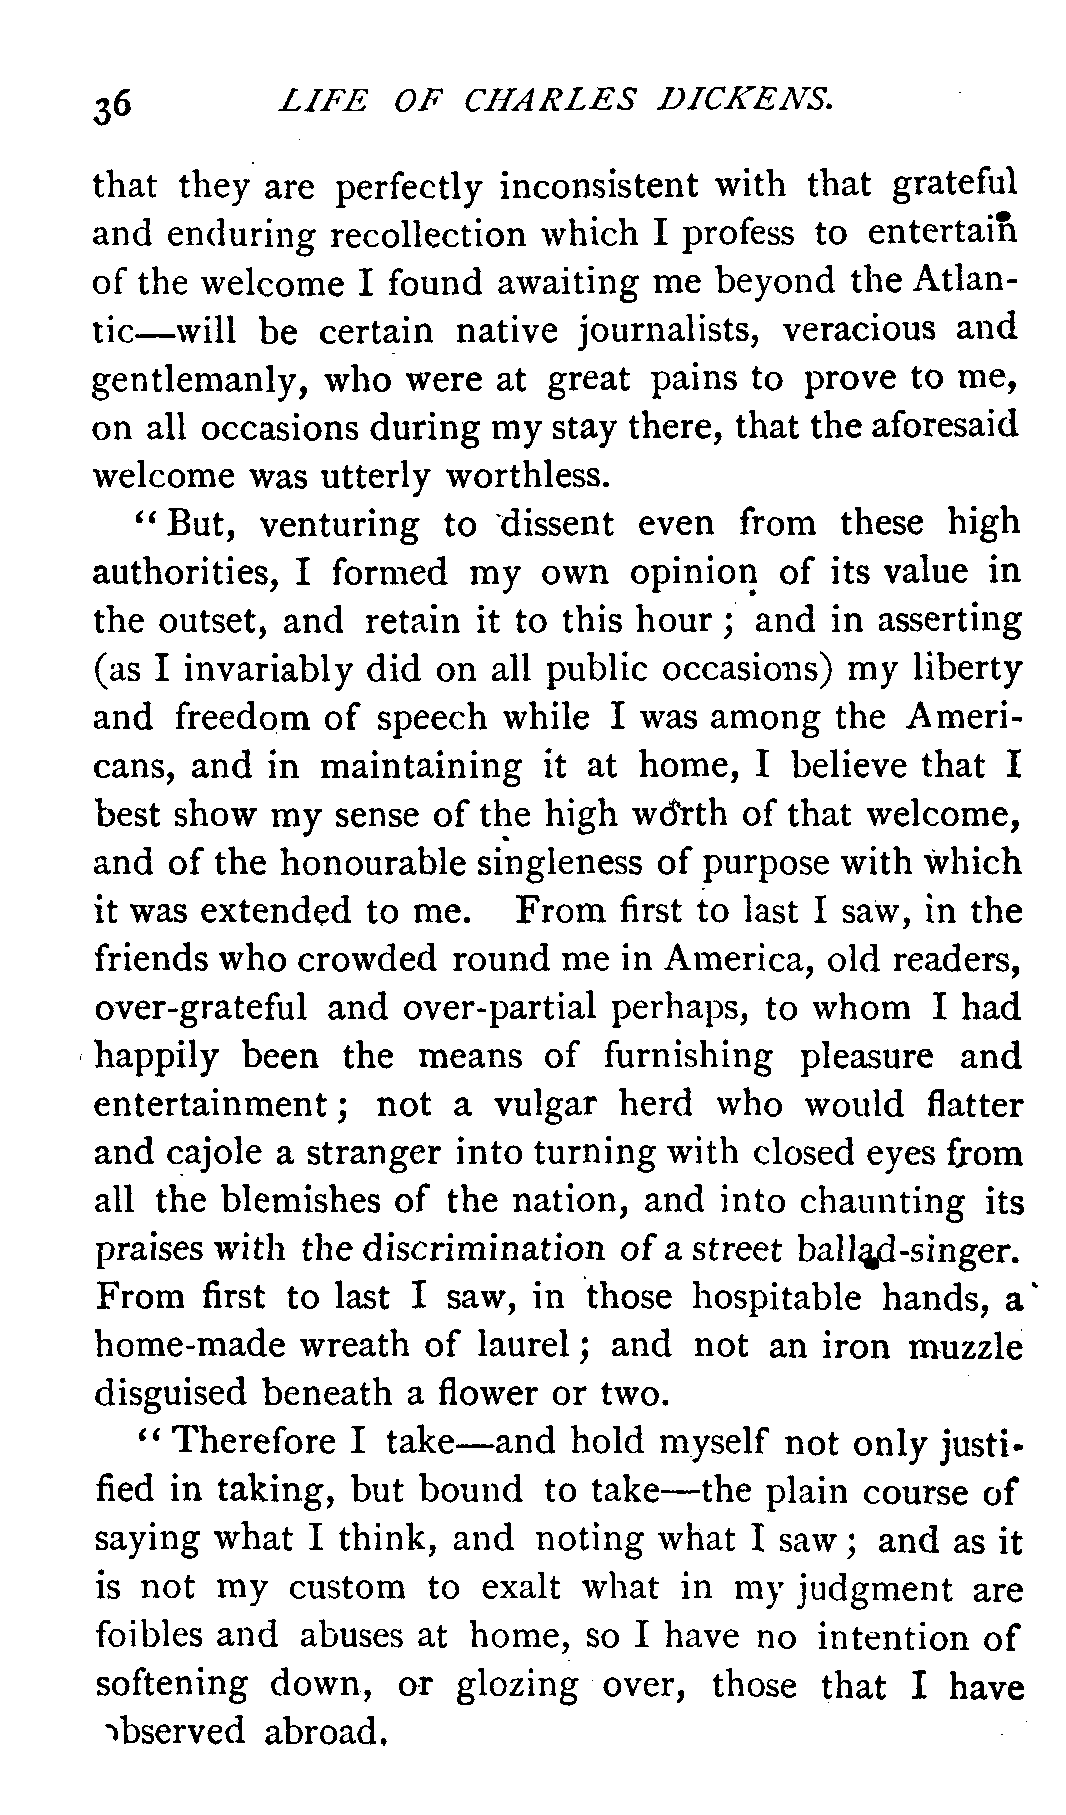 36 LIFE OF CHARLES DICKENS.
that they are perfectly inconsistent with that grateful
and enduring recollection which I profess to entertain
of the welcome I found awaiting me beyond the Atlan-
tic—will be certain native journalists, veracious and
gentlemanly, who were at great pains to prove to me,
on all occasions during my stay there, that the aforesaid
welcome was utterly worthless.
“ But, venturing to dissent even from these high
authorities, I formed my own opinion of its value in
the outset, and retain it to this hour ; and in asserting
(as I invariably did on all public occasions) my liberty
and freedom of speech while I was among the Ameri-
cans, and in maintaining it at home, I believe that I
best show my sense of the high worth of that welcome,
and of the honourable singleness of purpose with which
it was extended to me. From first to last I saw, in the
friends who crowded round me in America, old readers,
over-grateful and over-partial perhaps, to whom I had
happily been the means of furnishing pleasure and
entertainment ; not a vulgar herd who would flatter
and cajole a stranger into turning with closed eyes from
all the blemishes of the nation, and into chaunting its
praises with the discrimination of a street ballad-singer.
From first to last I saw, in those hospitable hands, a
home-made wreath of laurel ; and not an iron muzzle
disguised beneath a flower or two.
“ Therefore I take—and hold myself not only justi-
fied in taking, but bound to take—the plain course of
saying what I think, and noting what I saw ; and as it
is not my custom to exalt what in my judgment are
foibles and abuses at home, so I have no intention of
softening down, or glozing over, those that I have
observed abroad.